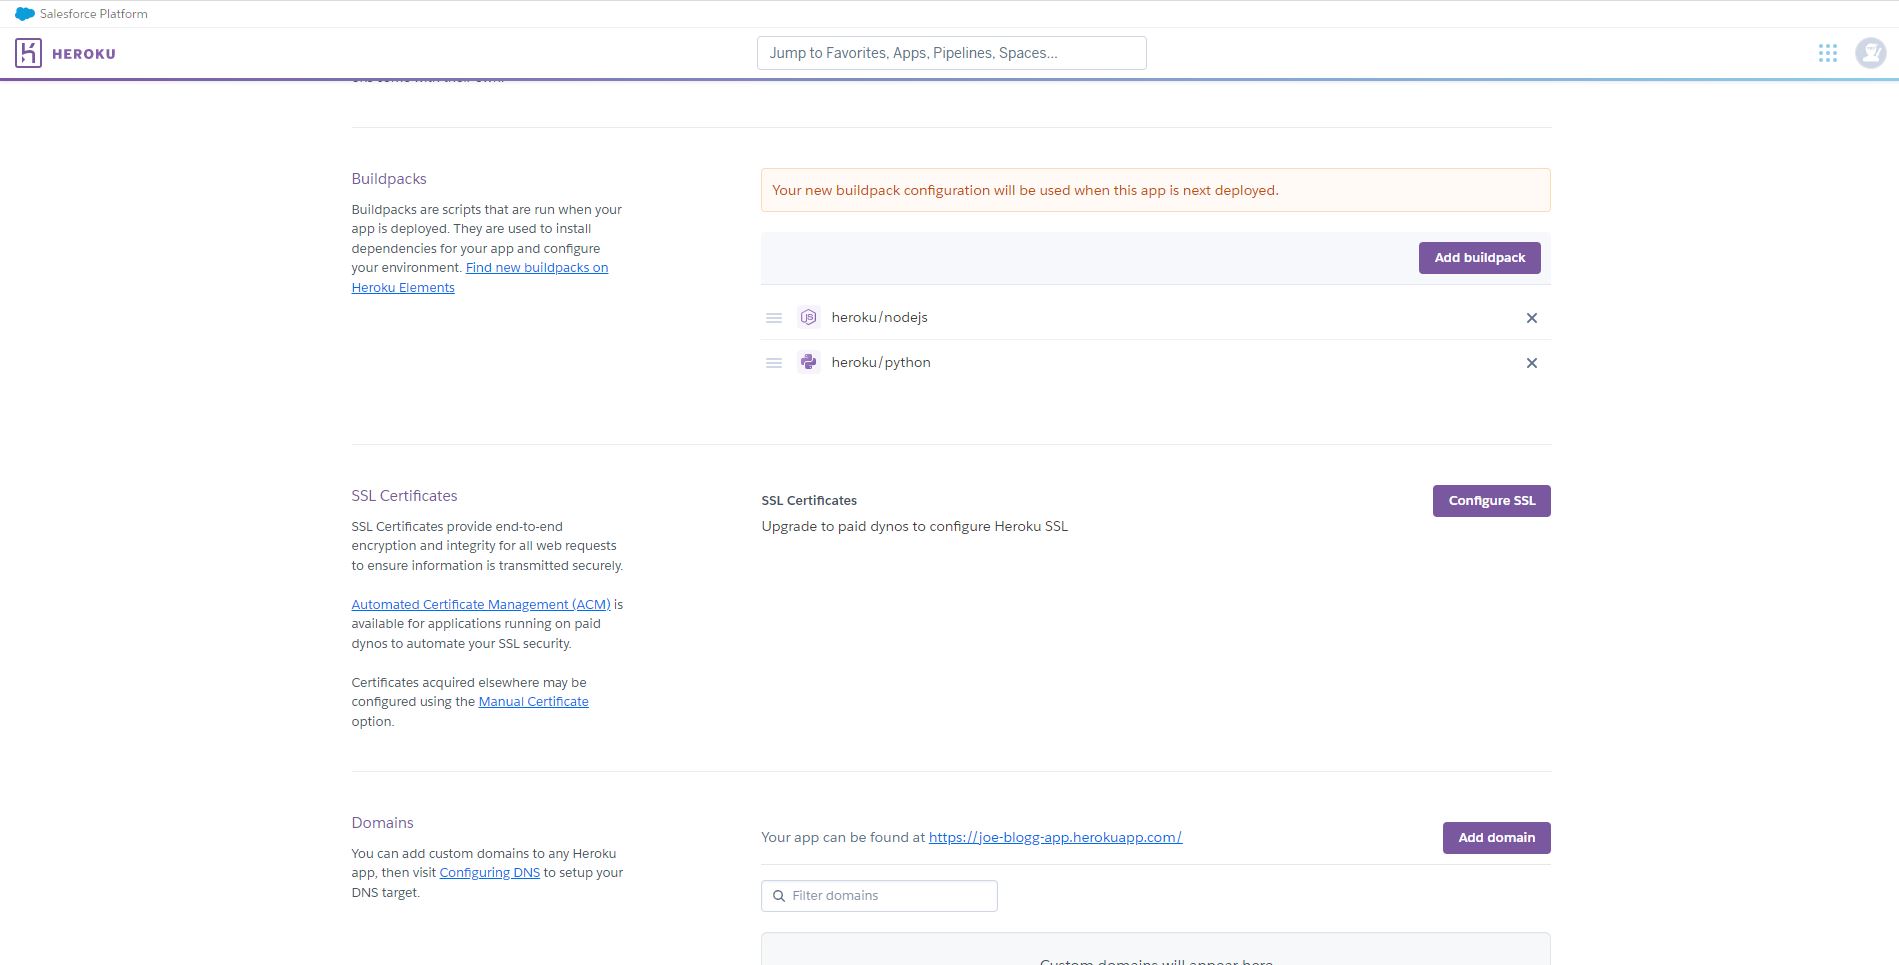 Salesforce Platform
HEROKU
Jump to Favorites, Apps, Pipelines, Spaces...
Buildpacks
Buildpacks are scripts that are run when your
app is deployed. They are used to install
dependencies for your app and configure
your environment. Find new buildpacks on
Heroku Elements
Your new buildpack configuration will be used when this app is next deployed.
Add buildpack
heroku/nodejs
heroku/python
SSL Certificates
SSL Certificates provide end-to-end
encryption and integrity for all web requests
to ensure information is transmitted securely.
Automated Certificate Management (ACM) is
available for applications running on paid
dynos to automate your SSL security.
Certificates acquired elsewhere may be
configured using the Manual Certificate
option.
SSL Certificates
Upgrade to paid dynos to configure Heroku SSL
Configure SSL
Domains
You can add custom domains to any Heroku
app, then visit Configuring DNS to setup your
DNS target.
Your app can be found at https://joe-blogg-app.herokuapp.com/
Add domain
Filter domains
Custom domains will appear here